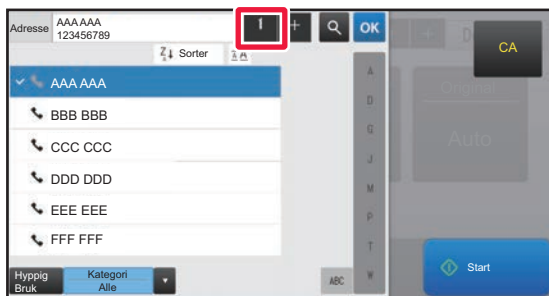 Adresse AAA AAA
123456789
1 + OK
CA
Z↓ Sorter
AAA AAA
BBB BBB
CCC CCC
DDD DDD
EEE EEE
FFF FFF
A
D
G
J
M
P
T
W
Original
Auto
Hyppig
Bruk
Kategori
Alle
ABC
Start